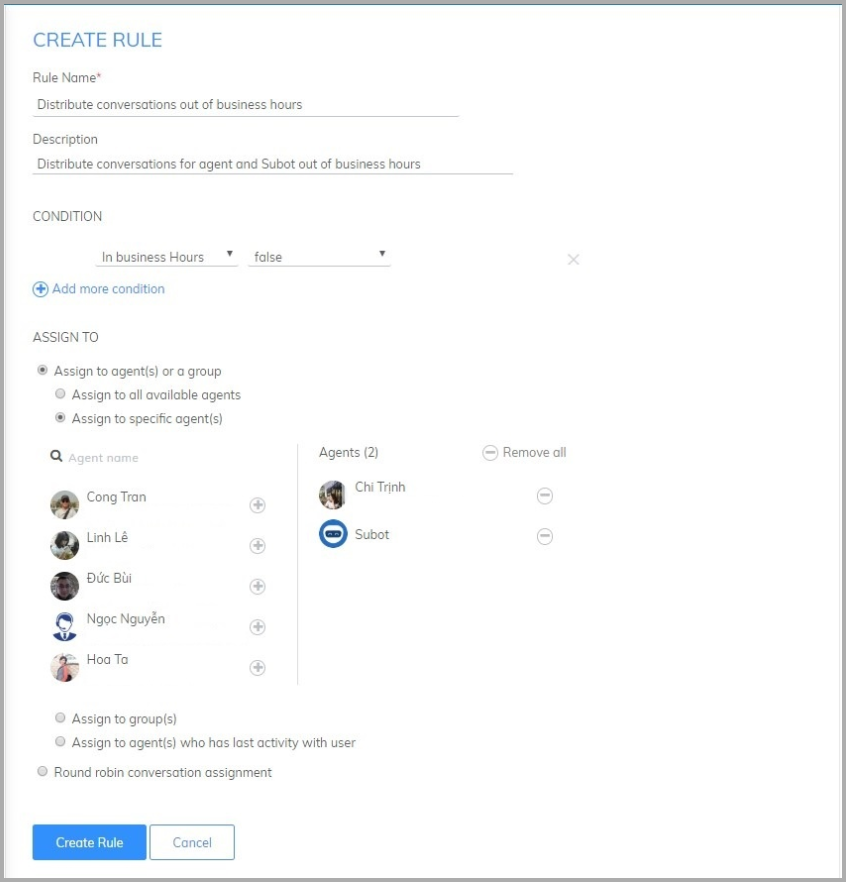 CREATE RULE
Rule Name*
Distribute conversations out of business hours
Description
Distribute conversations for agent and Subot out of business hours
CONDITION
In business Hours false
Add more condition
ASSIGN TO
Assign to agent(s) or a group
Assign to all available agents
Assign to specific agent(s)
Agent name
Cong Tran
Linh Lê
Đức Bùi
Ngọc Nguyễn
Hoa Ta
Agents (2) Remove all
Chi Trịnh
Subot
Assign to group(s)
Assign to agent(s) who has last activity with user
Round robin conversation assignment
Create Rule Cancel